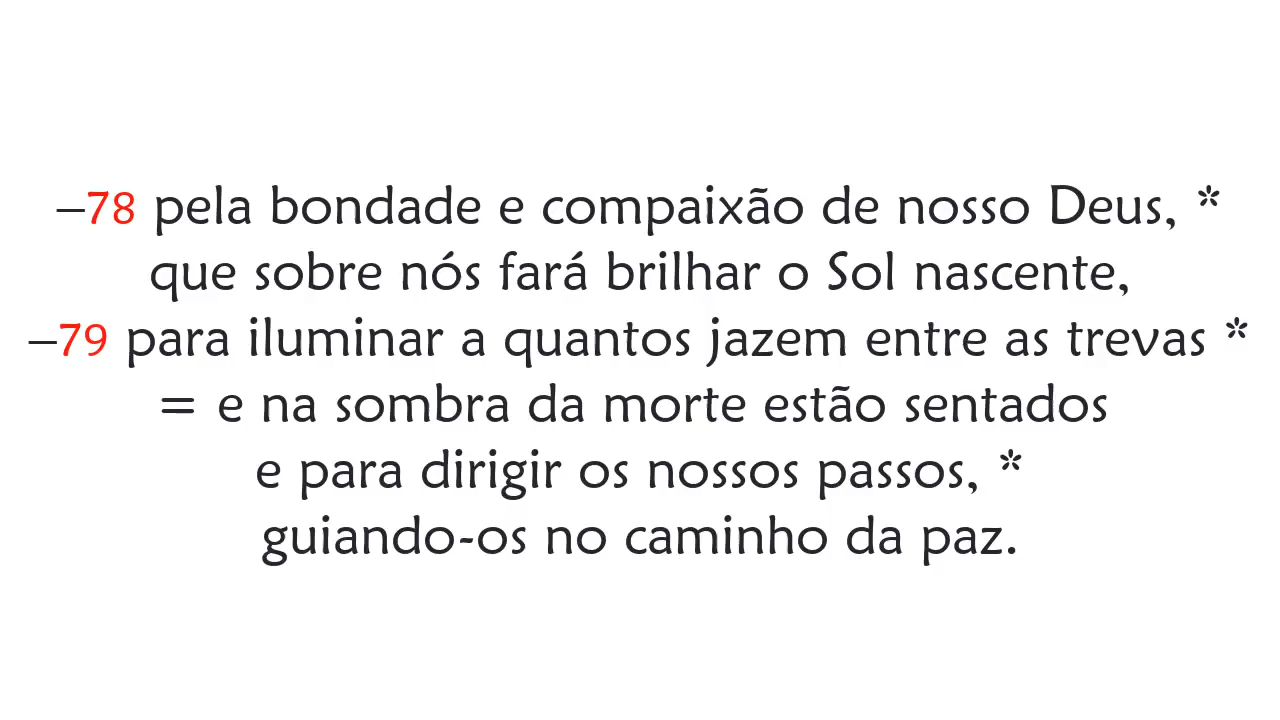 –78 pela bondade e compaixão de nosso Deus, *
que sobre nós fará brilhar o Sol nascente,
–79 para iluminar a quantos jazem entre as trevas *
= e na sombra da morte estão sentados
e para dirigir os nossos passos, *
guiando-os no caminho da paz.